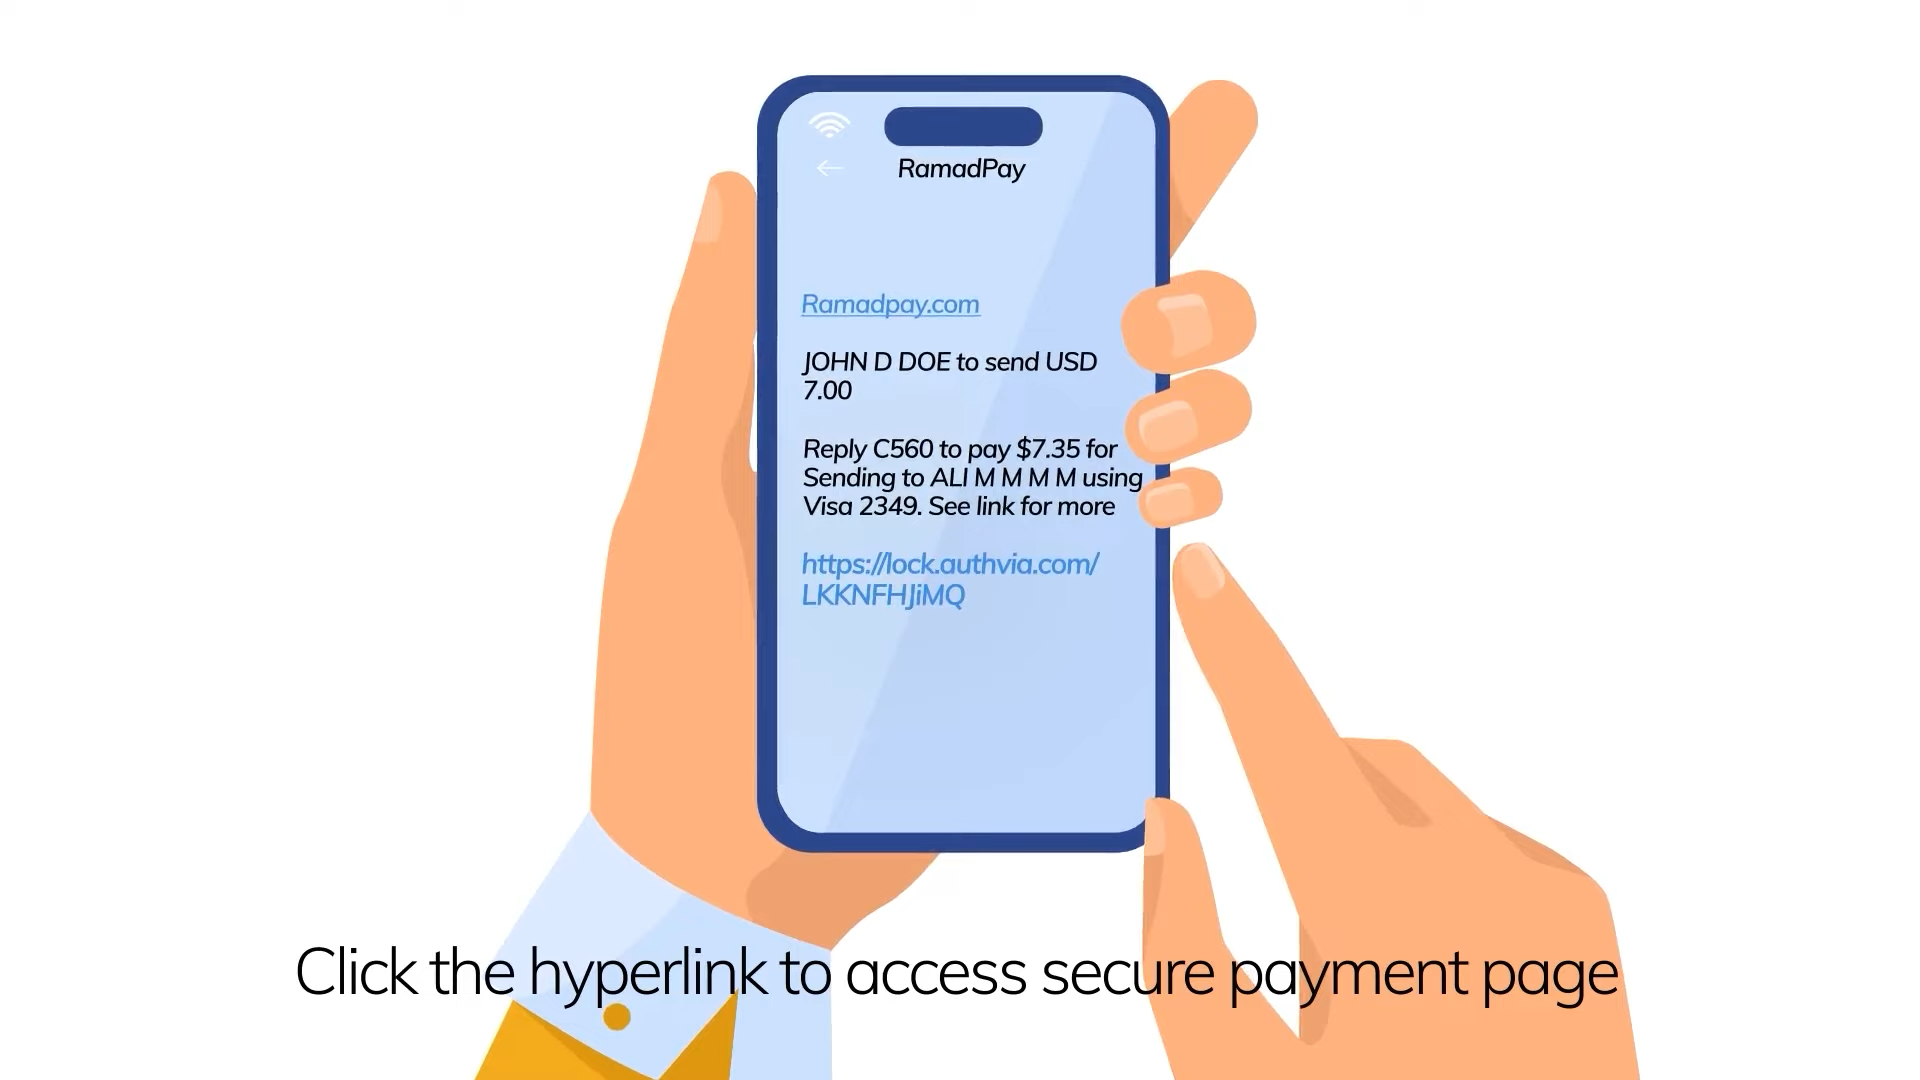 RamadPay
Ramadpay.com
JOHN D DOE to send USD
7.00
Reply C560 to pay $7.35 for
Sending to ALI M M M M using
Visa 2349. See link for more
https://lock.authvia.com/
LKKNFHJiMQ
Click the hyperlink to access secure payment page